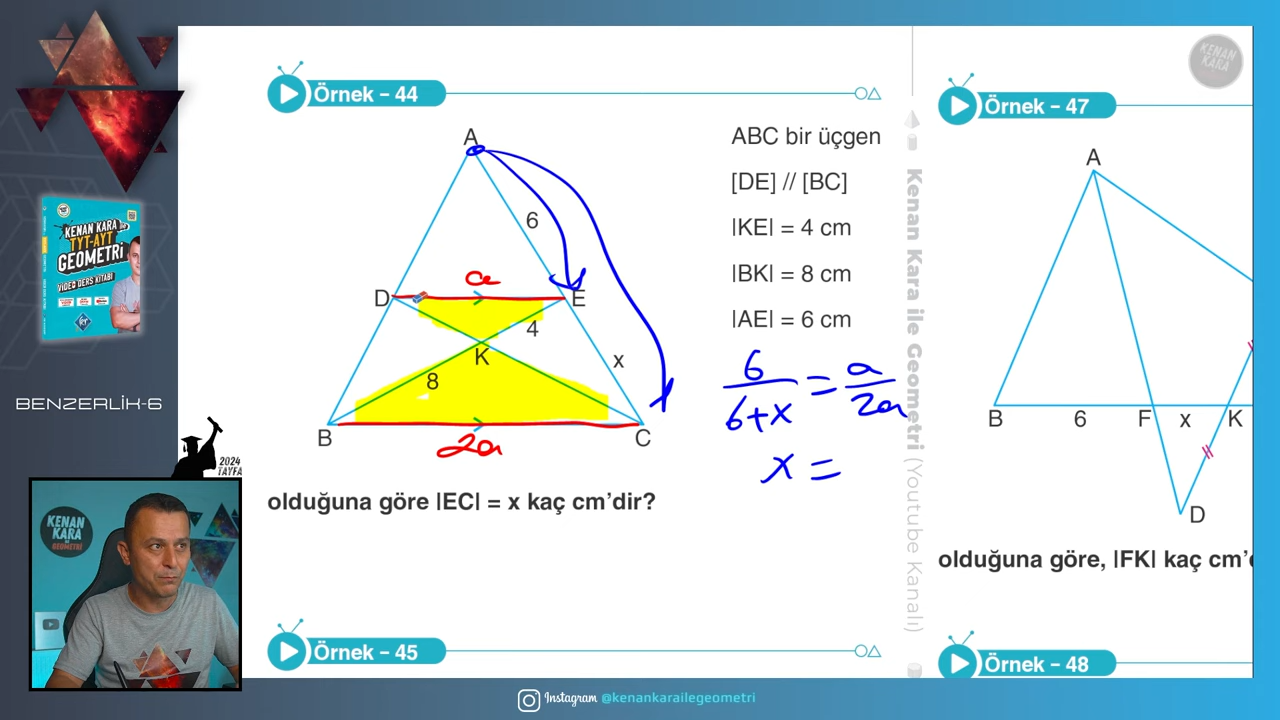 Örnek – 44
A
6
a
D
E
4
K
x
8
B
C
2a
ABC bir üçgen
[DE] // [BC]
|KE| = 4 cm
|BK| = 8 cm
|AE| = 6 cm
6/(6+x) = a/2a
x =
olduğuna göre |EC| = x kaç cm'dir?
Örnek – 45
Kenan Kara ile Geometri (Youtube Kanalı)
KENAN KARA
Örnek – 47
A
B
6
F
x
K
D
olduğuna göre, |FK| kaç cm'
Örnek – 48
KENAN KARA
TYT-AYT
GEOMETRİ
VİDEO DERS KİTABI
BENZERLİK-6
2024
TAYFA
KENAN
KARA
GEOMETRİ
Instagram @kenankarailegeometri